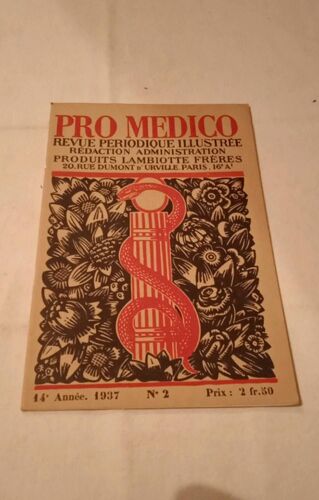 PRO MEDICO
REVUE PERIODIQUE ILLUSTRÉE
RÉDACTION ADMINISTRATION
PRODUITS LAMBIOTTE FRÈRES
20, RUE DUMONT D'URVILLE. PARIS. 16e Ar
14e Année. 1937 No 2 Prix : 2 fr.50